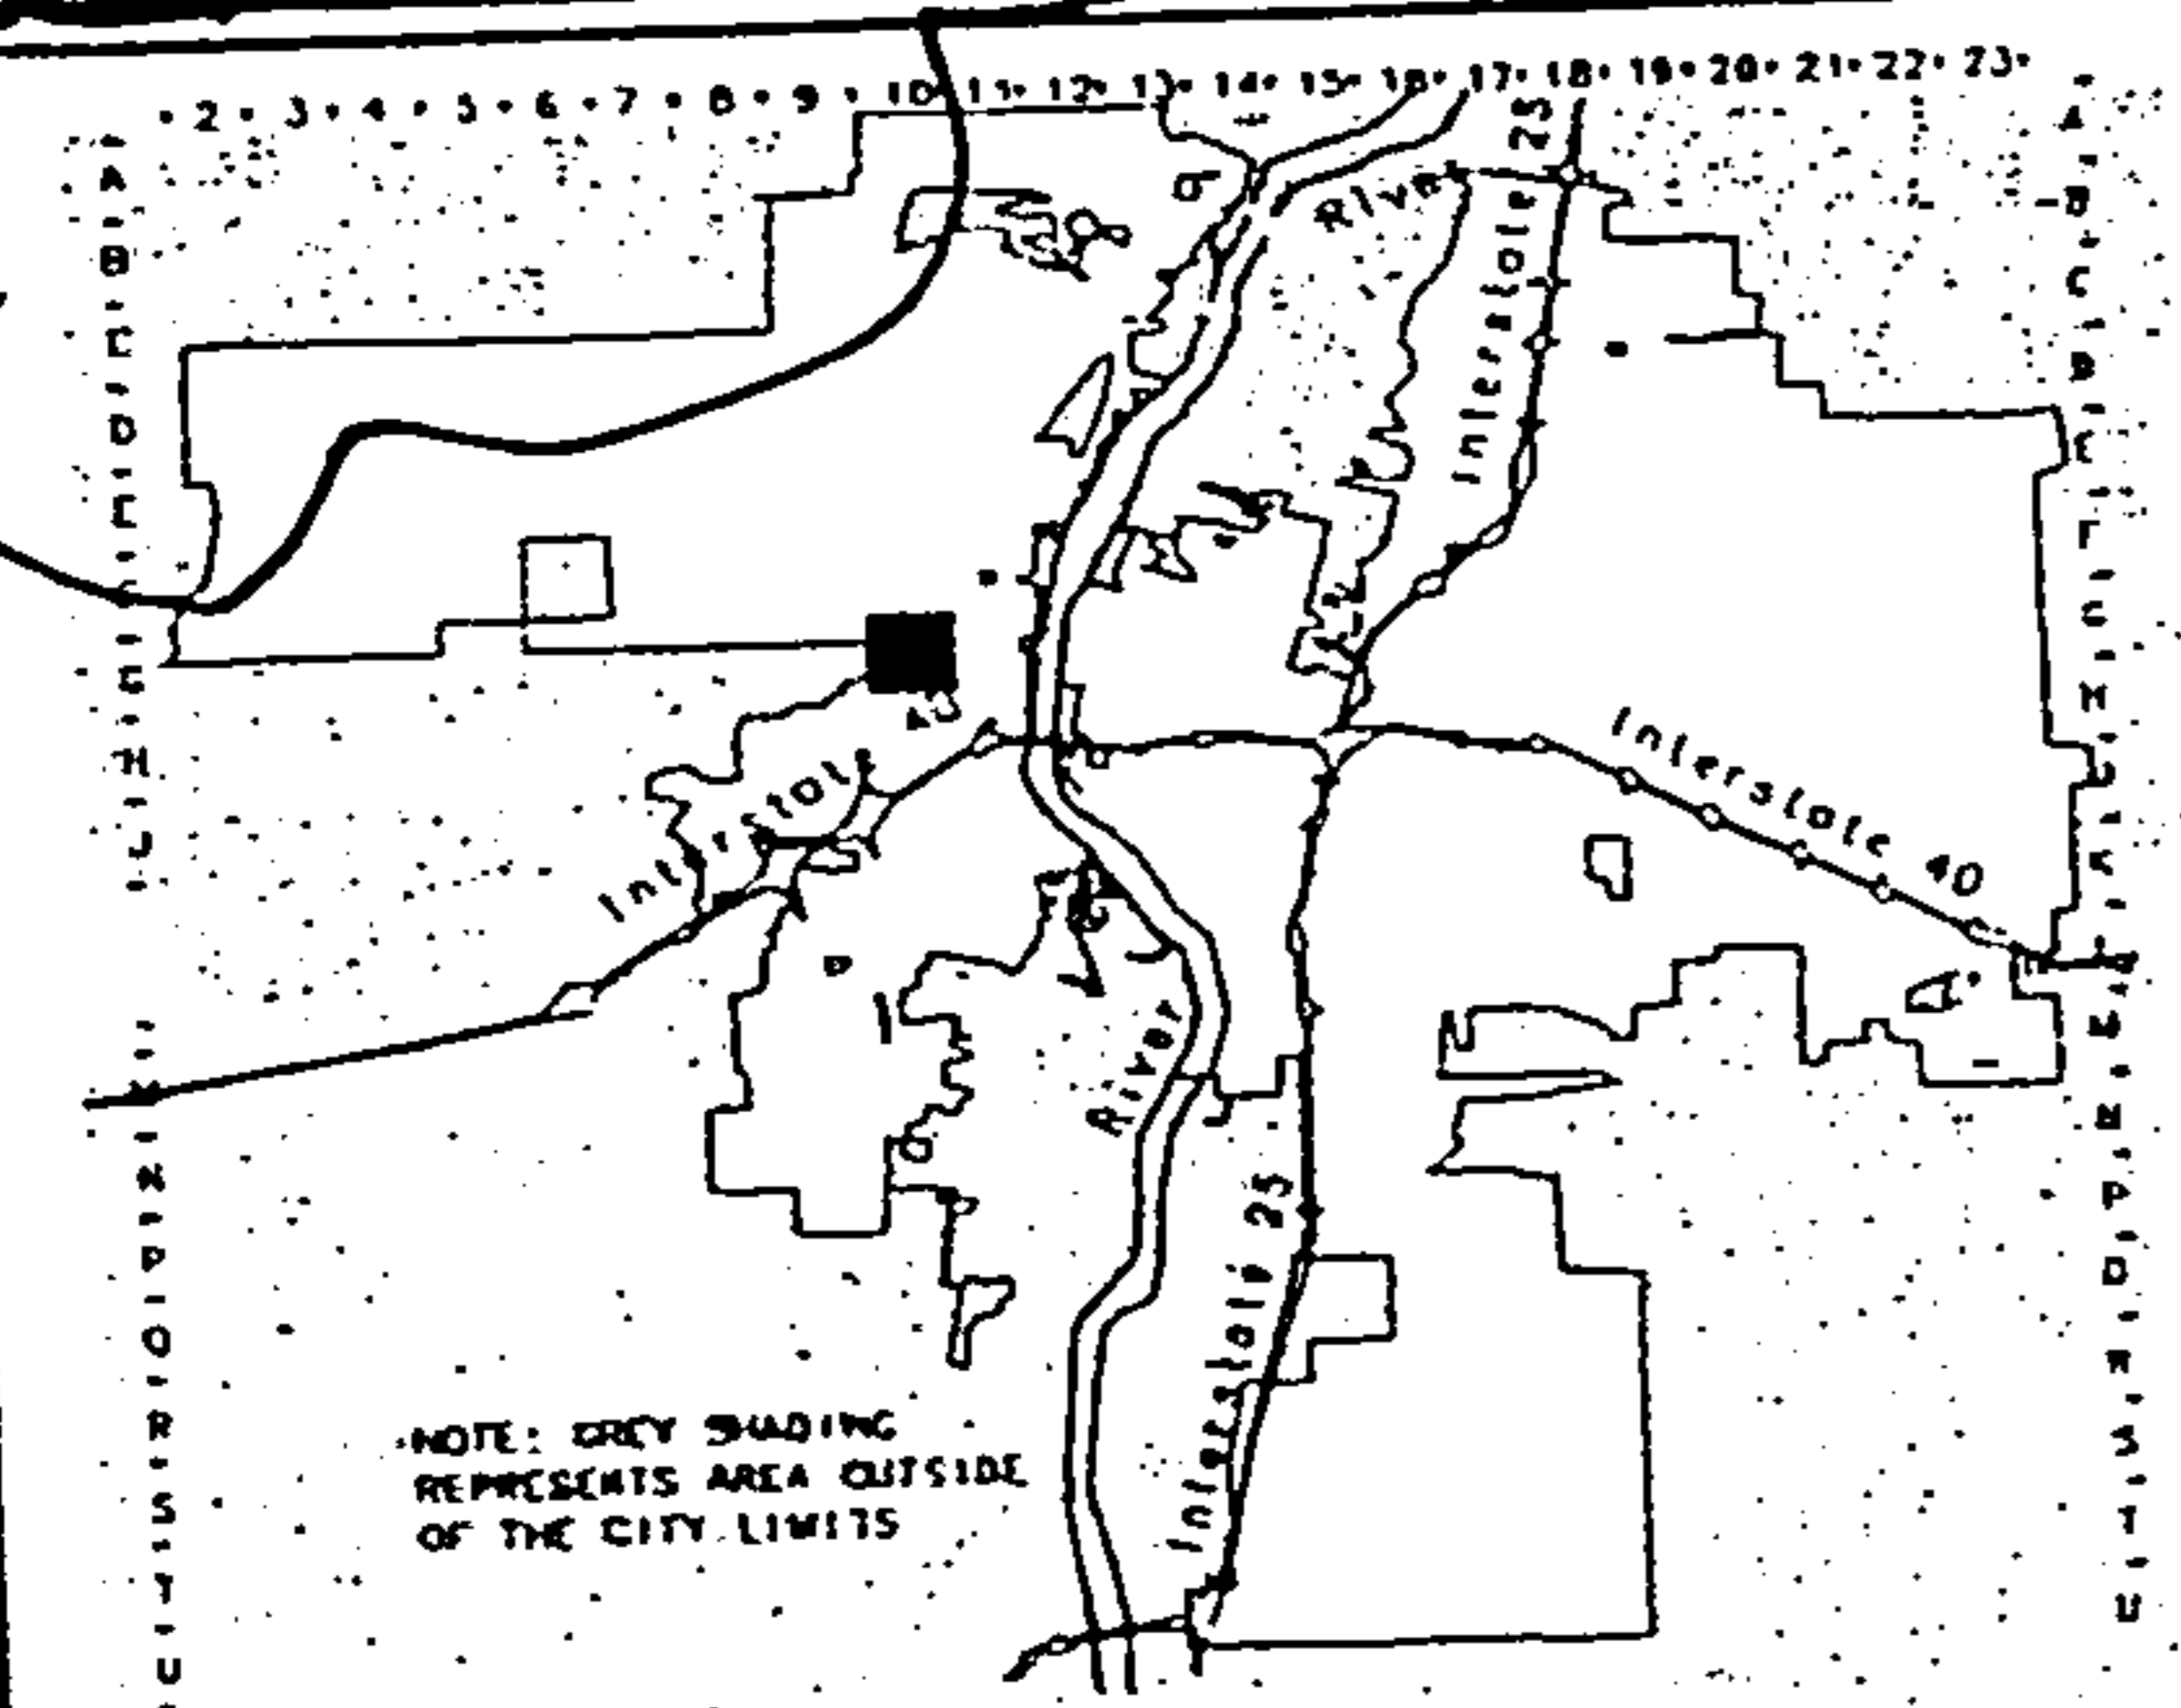 2 3 4 5 6 7 8 9 10 11 12 13 14 15 16 17 18 19 20 21 22 23
A
B
C
D
E
G
H
J
N
P
Q
R
S
T
U
A
B
C
D
E
F
G
H
K
L
M
N
P
S
T
U
River
Interstate 25
Interstate 40
Interstate
River
Interstate 25
NOTE: GREY SHADING
REPRESENTS AREA OUTSIDE
OF THE CITY LIMITS